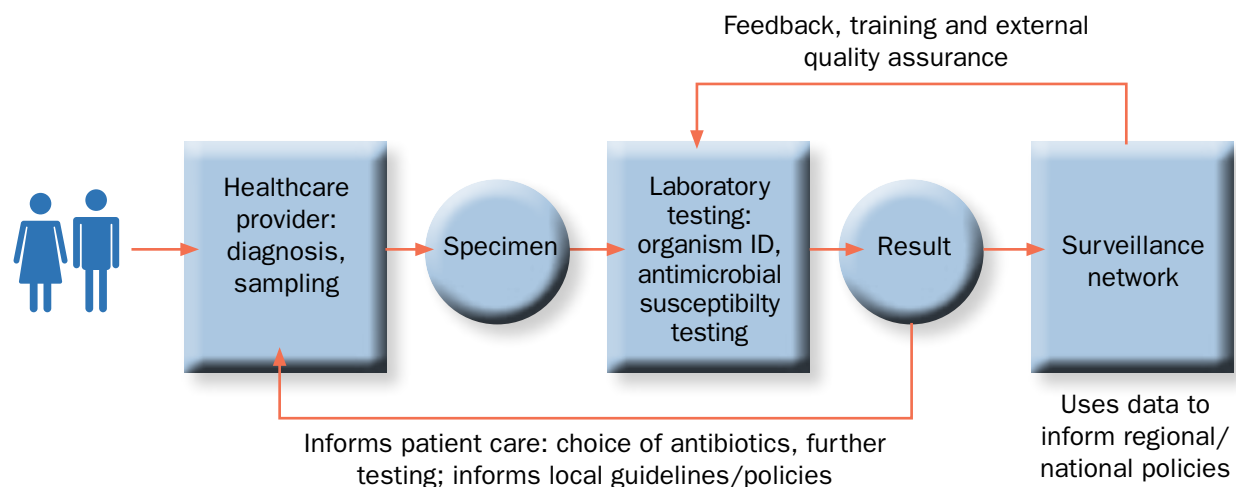 Feedback, training and external
quality assurance
Healthcare
provider:
diagnosis,
sampling
Specimen
Laboratory
testing:
organism ID,
antimicrobial
susceptibilty
testing
Result
Surveillance
network
Informs patient care: choice of antibiotics, further
testing; informs local guidelines/policies
Uses data to
inform regional/
national policies